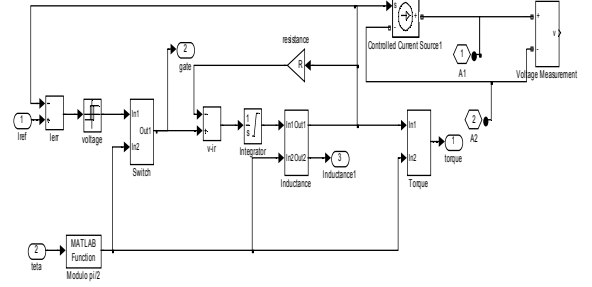 s
+
-
Controlled Current Source1
+
-
v
Voltage Measurement
1
A1
2
A2
2
gate
resistance
R
1
Iref
Ierr
voltage
In1
In2
Out1
Switch
v-ir
1
s
Integrator
In1 Out1
In2 Out2
Inductance
3
Inductance1
In1
In2
Torque
1
torque
2
teta
MATLAB
Function
Modulo pi/2